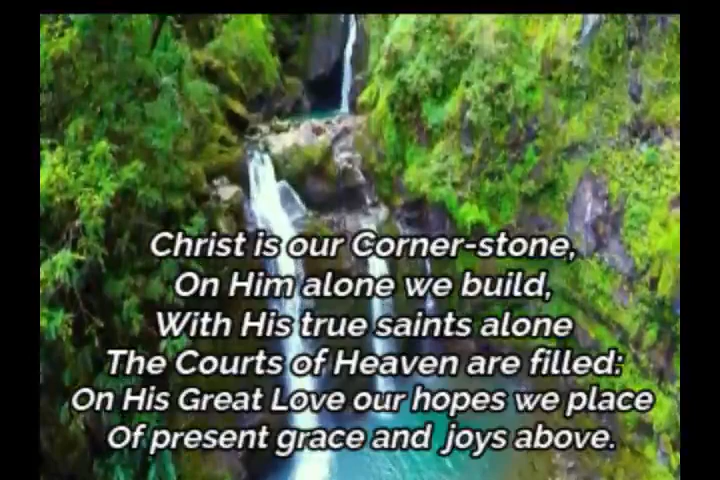 Christ is our Corner-stone,
On Him alone we build,
With His true saints alone
The Courts of Heaven are filled:
On His Great Love our hopes we place
Of present grace and joys above.